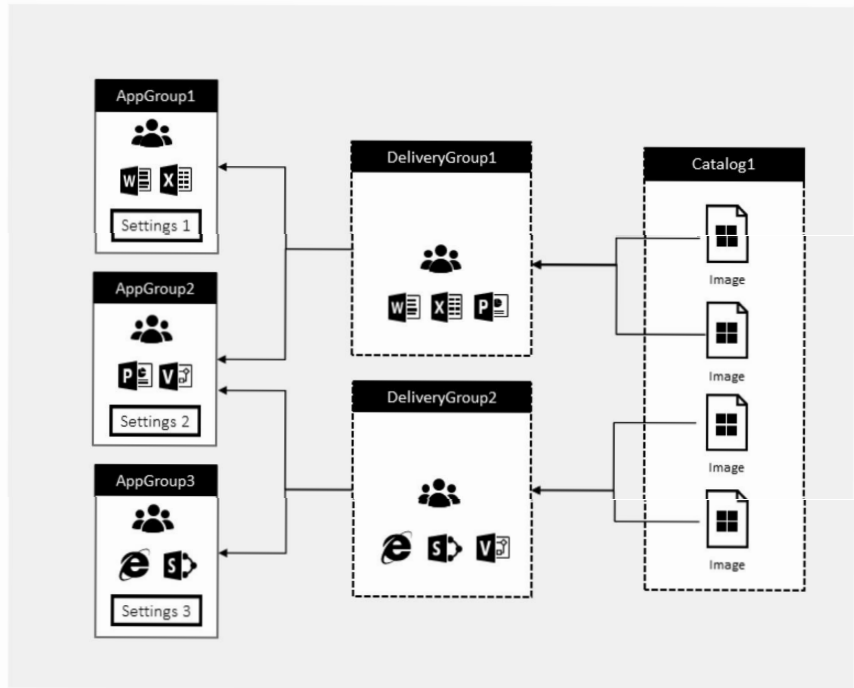 AppGroup1
W X
Settings 1
AppGroup2
P V
Settings 2
AppGroup3
e S
Settings 3
DeliveryGroup1
W X P
DeliveryGroup2
e S V
Catalog1
Image
Image
Image
Image